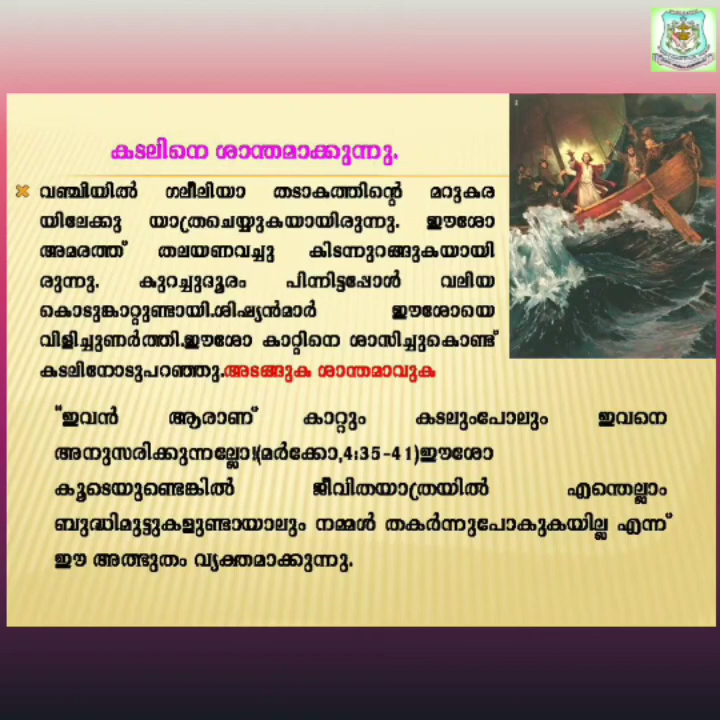 കടലിനെ ശാന്തമാക്കുന്നു.
വഞ്ചിയിൽ ഗലീലിയാ തടാകത്തിന്റെ മറുകര
യിലേക്കു യാത്രചെയ്യുകയായിരുന്നു. ഈശോ
അമരത്ത് തലയണവച്ചു കിടന്നുറങ്ങുകയായി
രുന്നു. കുറച്ചുദൂരം പിന്നിട്ടപ്പോൾ വലിയ
കൊടുങ്കാറ്റുണ്ടായി.ശിഷ്യൻമാർ ഈശോയെ
വിളിച്ചുണർത്തി.ഈശോ കാറ്റിനെ ശാസിച്ചുകൊണ്ട്
കടലിനോടുപറഞ്ഞു.അടങ്ങുക ശാന്തമാവുക
“ഇവൻ ആരാണ് കാറ്റും കടലുംപോലും ഇവനെ
അനുസരിക്കുന്നല്ലോ!(മർക്കോ,4:35-41)ഈശോ
കൂടെയുണ്ടെങ്കിൽ ജീവിതയാത്രയിൽ എന്തെല്ലാം
ബുദ്ധിമുട്ടുകളുണ്ടായാലും നമ്മൾ തകർന്നുപോകുകയില്ല എന്ന്
ഈ അത്ഭുതം വ്യക്തമാക്കുന്നു.